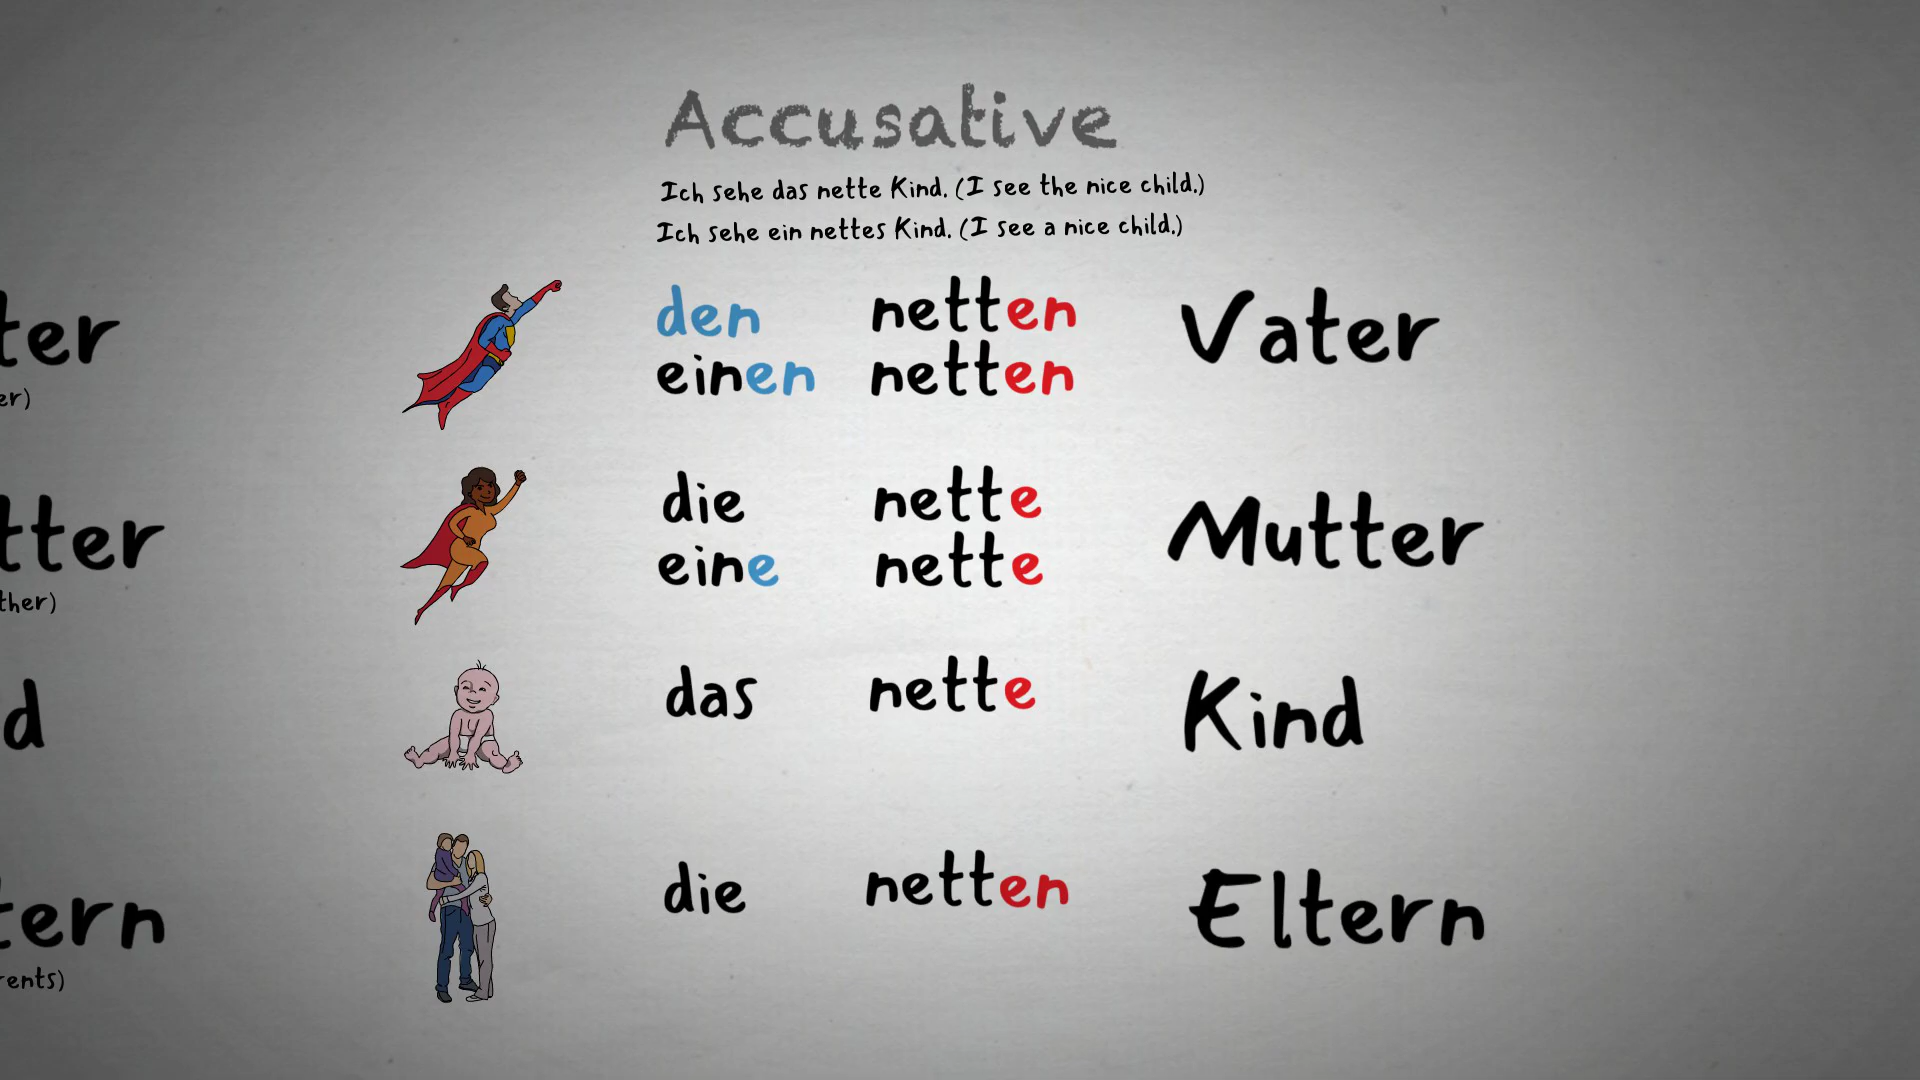 Accusative
Ich sehe das nette Kind. (I see the nice child.)
Ich sehe ein nettes Kind. (I see a nice child.)
den netten Vater
einen netten
die nette Mutter
eine nette
das nette Kind
die netten Eltern